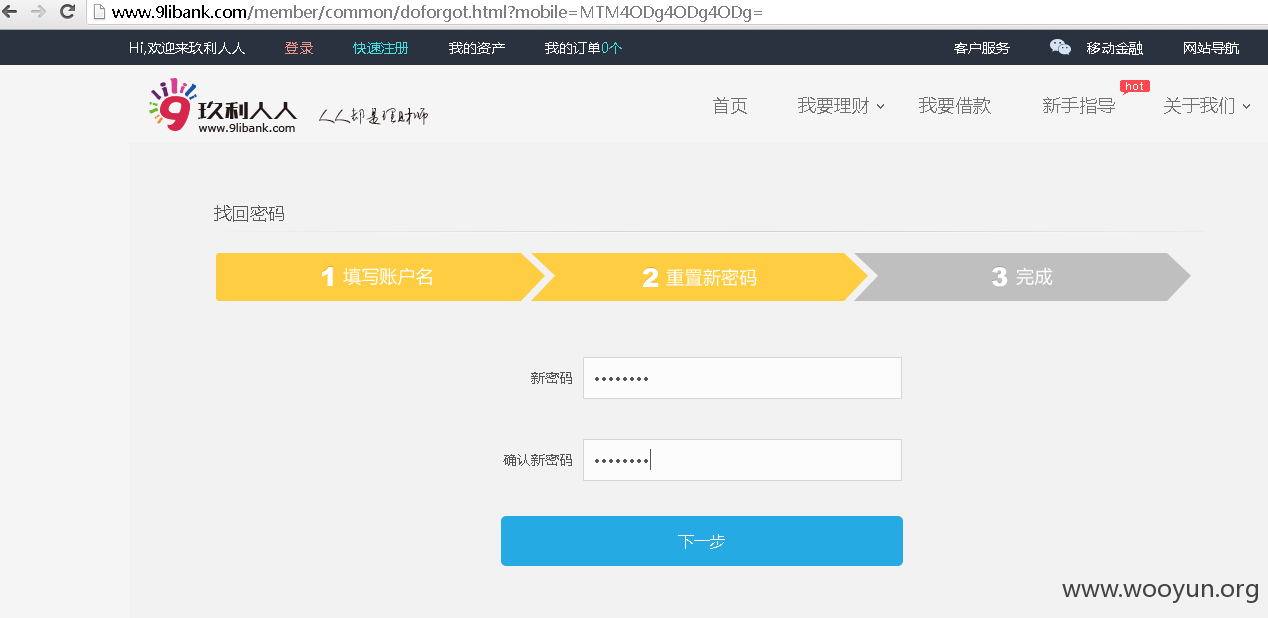 www.9libank.com/member/common/doforgot.html?mobile=MTM4ODg4ODg4ODg=
Hi,欢迎来玖利人人 登录 快速注册 我的资产 我的订单0个 客户服务 移动金融 网站导航
9 玖利人人 www.9libank.com 人人都是理财师
首页 我要理财 我要借款 新手指导 hot 关于我们
找回密码
1 填写账户名 2 重置新密码 3 完成
新密码 ••••••••
确认新密码 ••••••••
下一步
www.wooyun.org